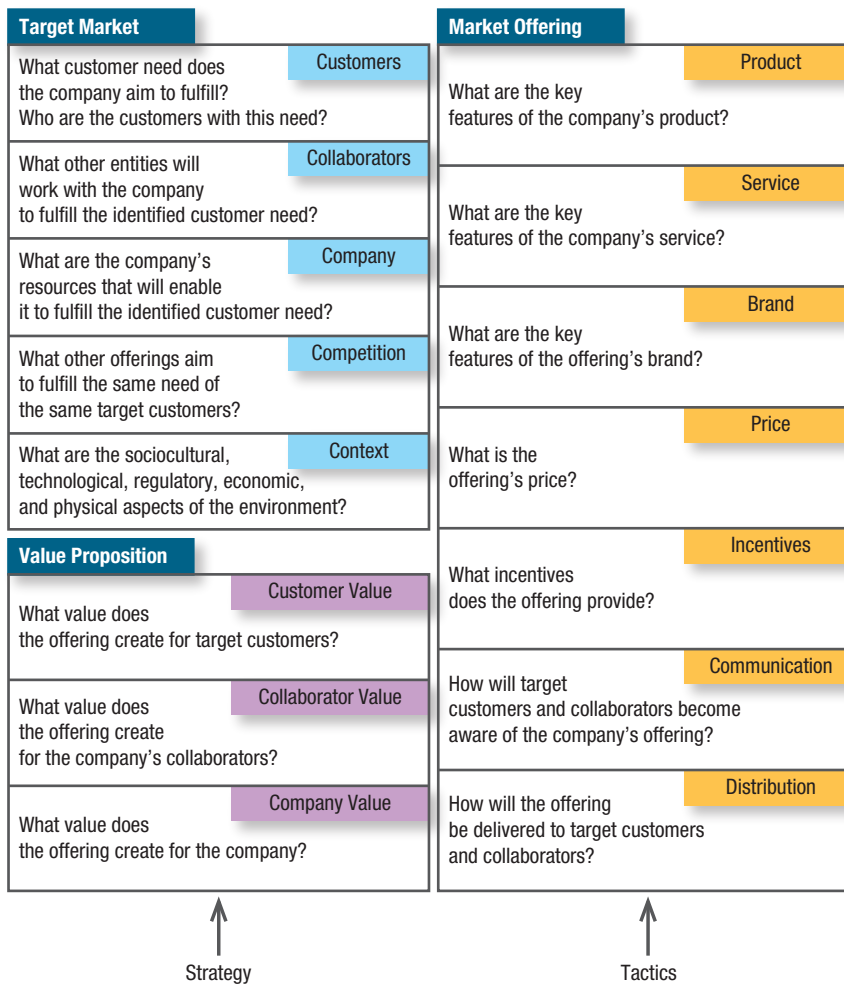 Target Market
Customers
What customer need does
the company aim to fulfill?
Who are the customers with this need?
Collaborators
What other entities will
work with the company
to fulfill the identified customer need?
Company
What are the company's
resources that will enable
it to fulfill the identified customer need?
Competition
What other offerings aim
to fulfill the same need of
the same target customers?
Context
What are the sociocultural,
technological, regulatory, economic,
and physical aspects of the environment?
Value Proposition
Customer Value
What value does
the offering create for target customers?
Collaborator Value
What value does
the offering create
for the company's collaborators?
Company Value
What value does
the offering create for the company?
Strategy
Market Offering
Product
What are the key
features of the company's product?
Service
What are the key
features of the company's service?
Brand
What are the key
features of the offering's brand?
Price
What is the
offering's price?
Incentives
What incentives
does the offering provide?
Communication
How will target
customers and collaborators become
aware of the company's offering?
Distribution
How will the offering
be delivered to target customers
and collaborators?
Tactics